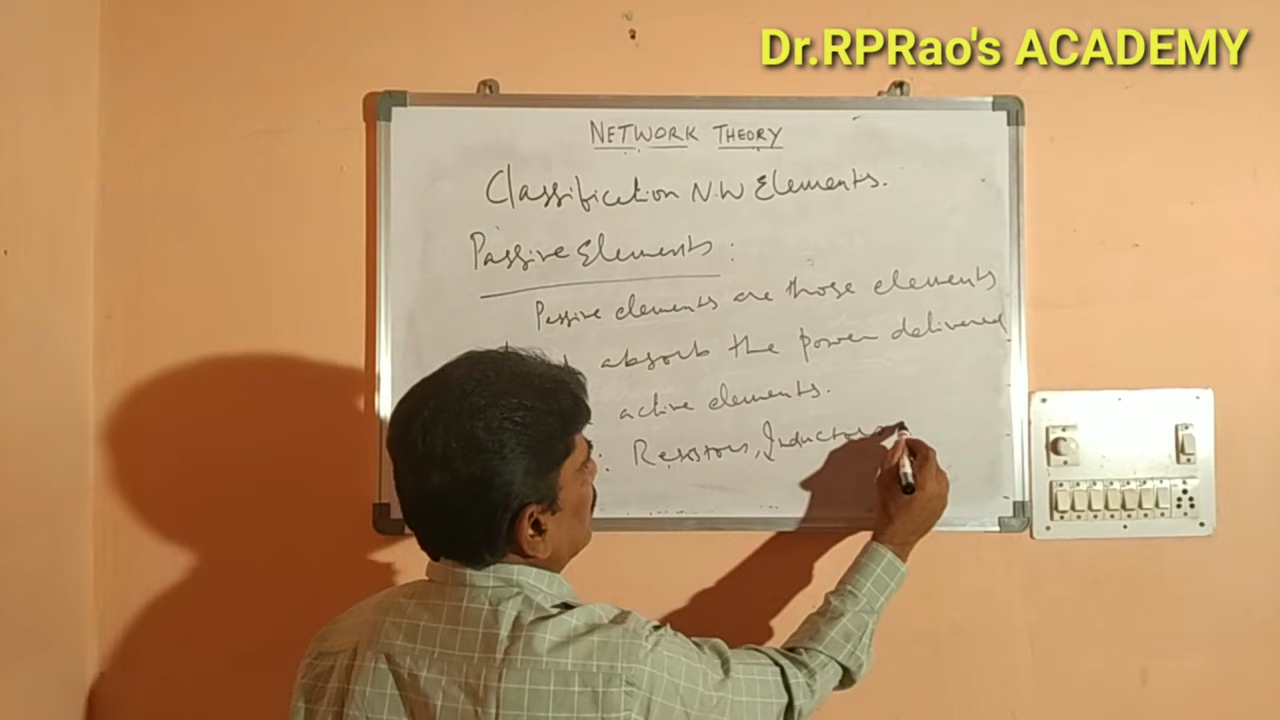 Dr.RPRao's ACADEMY
NETWORK THEORY
Classification N.W Elements.
Passive Elements :
Passive elements are those elements
absorb the power delivered
active elements.
: Resistors, Inductors